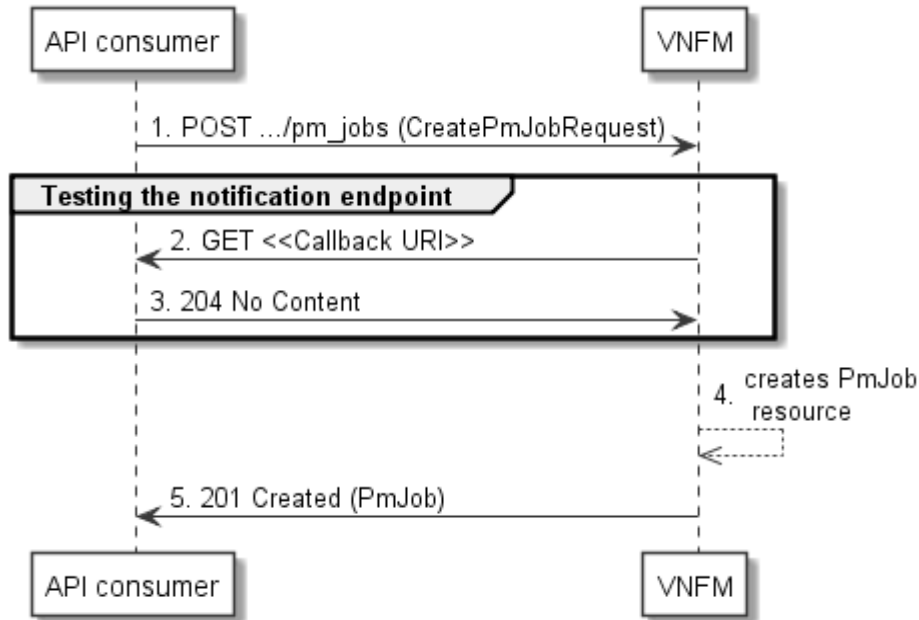 API consumer
VNFM
1. POST .../pm_jobs (CreatePmJobRequest)
Testing the notification endpoint
2. GET <<Callback URI>>
3. 204 No Content
4. creates PmJob
resource
5. 201 Created (PmJob)
API consumer
VNFM